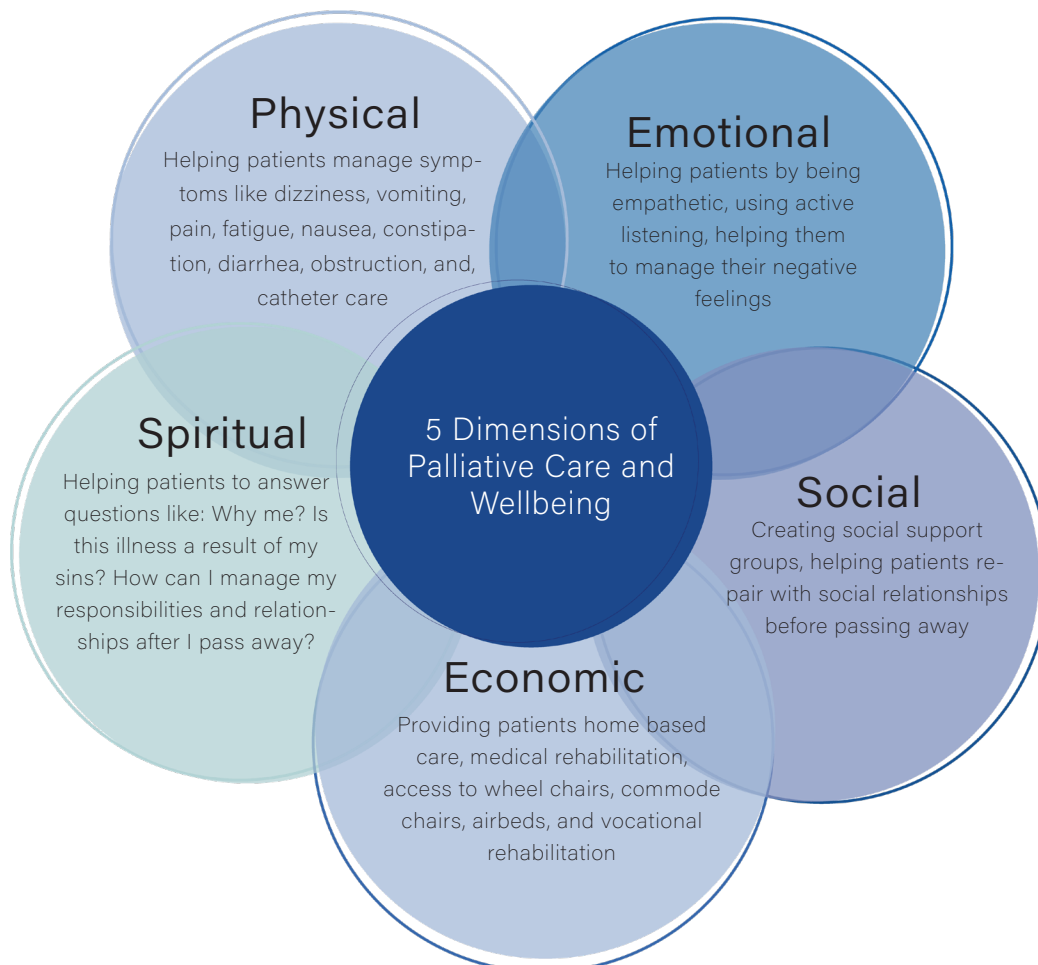 Physical
Helping patients manage symp-
toms like dizziness, vomiting,
pain, fatigue, nausea, constipa-
tion, diarrhea, obstruction, and,
catheter care
Emotional
Helping patients by being
empathetic, using active
listening, helping them
to manage their negative
feelings
Spiritual
Helping patients to answer
questions like: Why me? Is
this illness a result of my
sins? How can I manage my
responsibilities and relation-
ships after I pass away?
5 Dimensions of
Palliative Care and
Wellbeing
Social
Creating social support
groups, helping patients re-
pair with social relationships
before passing away
Economic
Providing patients home based
care, medical rehabilitation,
access to wheel chairs, commode
chairs, airbeds, and vocational
rehabilitation